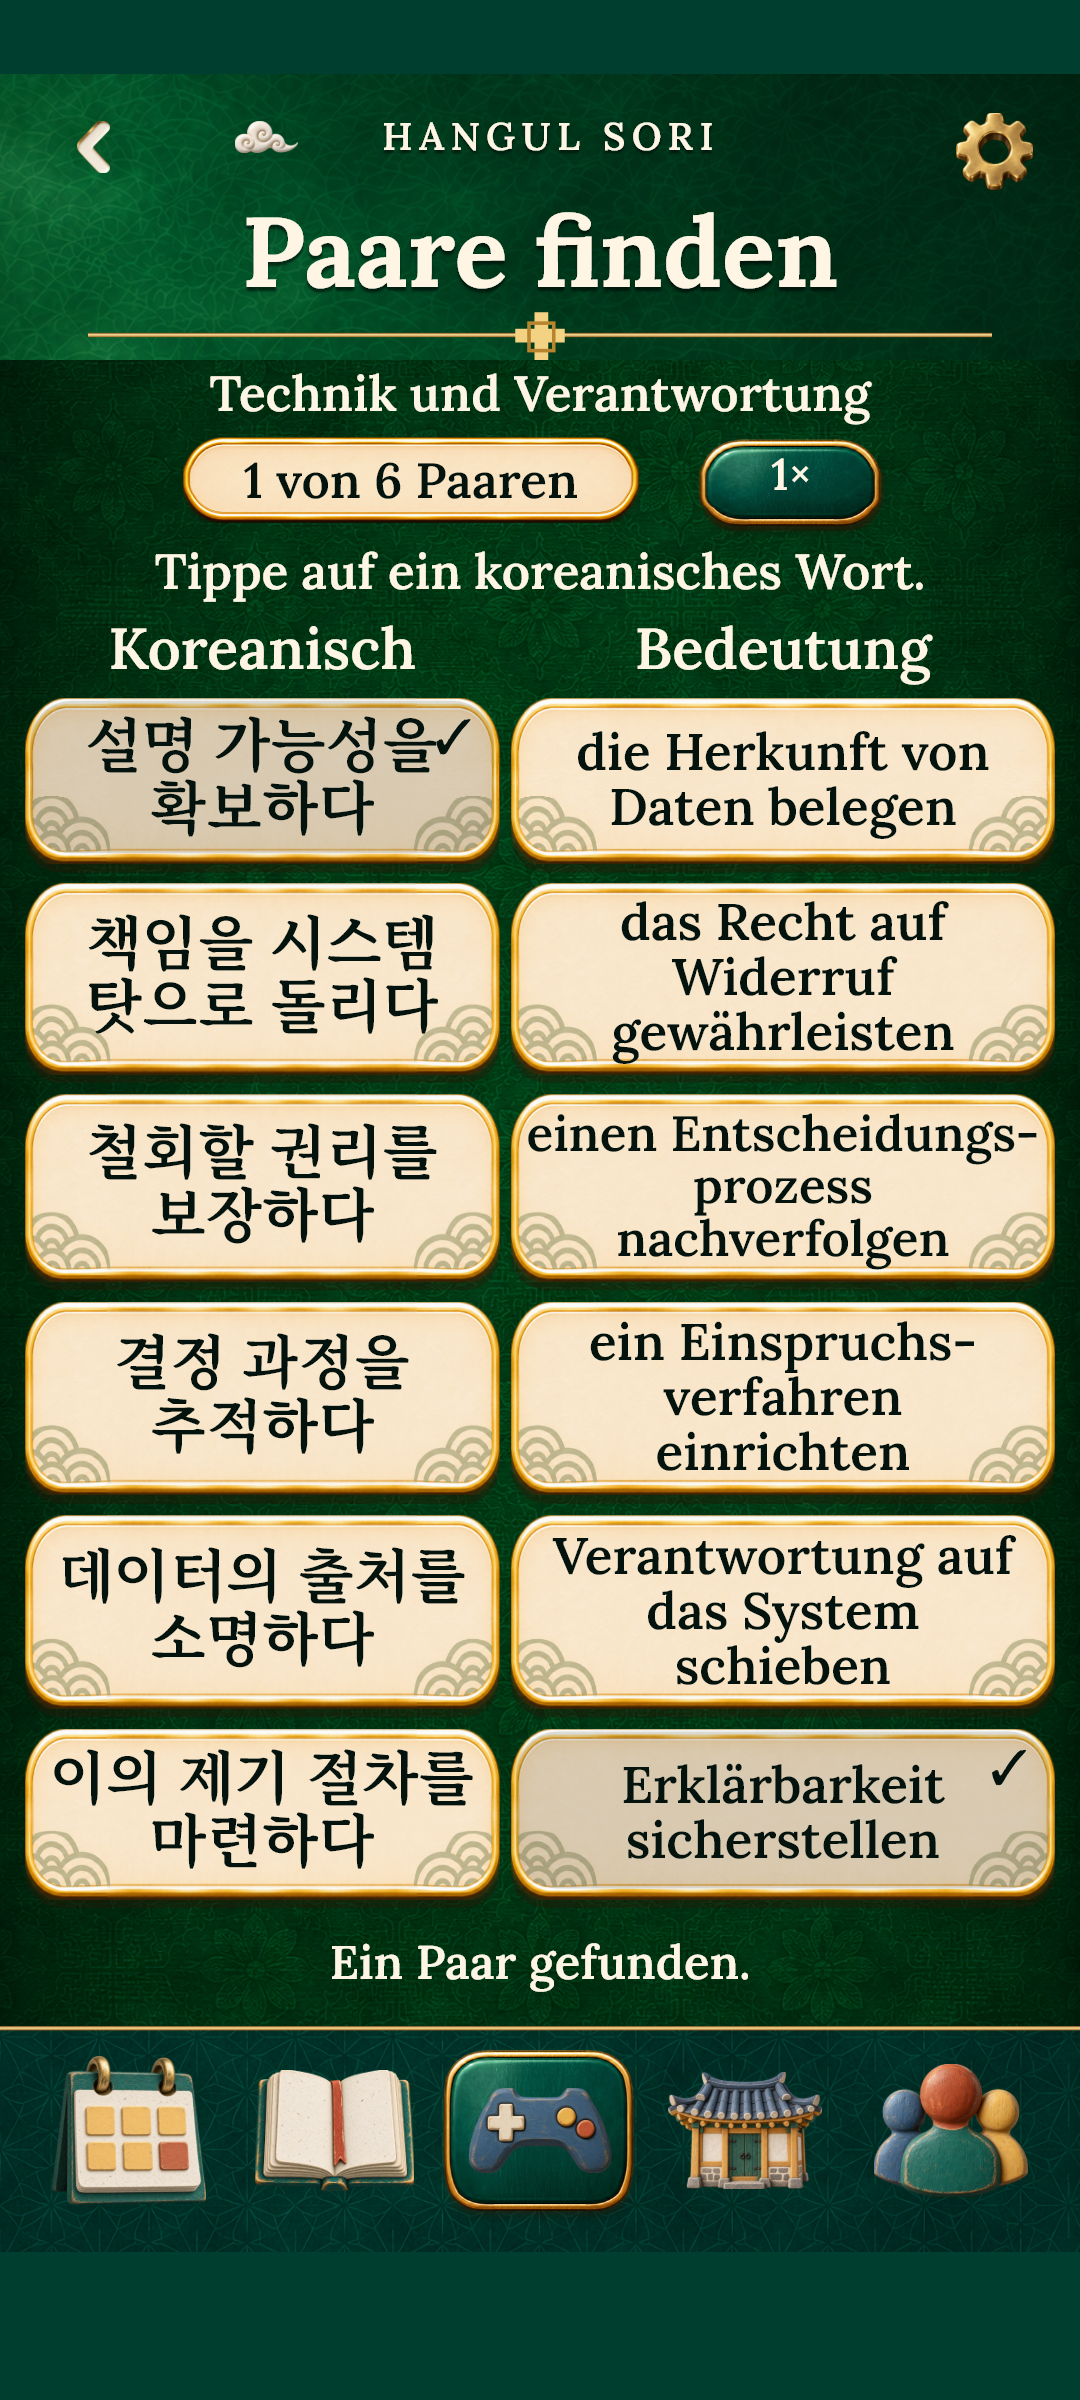 HANGUL SORI
Paare finden
Technik und Verantwortung
1 von 6 Paaren
1×
Tippe auf ein koreanisches Wort.
Koreanisch
Bedeutung
설명 가능성을✓
확보하다
die Herkunft von
Daten belegen
책임을 시스템
탓으로 돌리다
das Recht auf
Widerruf
gewährleisten
철회할 권리를
보장하다
einen Entscheidungs-
prozess
nachverfolgen
결정 과정을
추적하다
ein Einspruchs-
verfahren
einrichten
데이터의 출처를
소명하다
Verantwortung auf
das System
schieben
이의 제기 절차를
마련하다
Erklärbarkeit ✓
sicherstellen
Ein Paar gefunden.